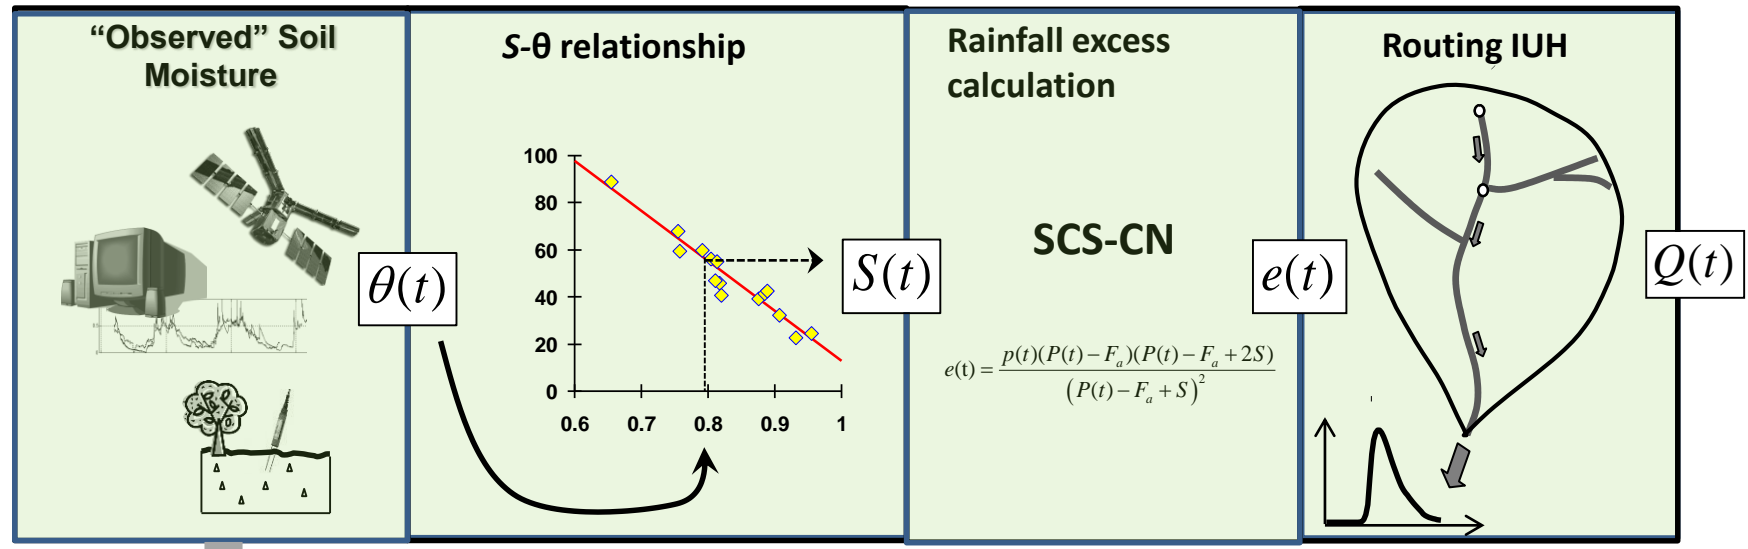 “Observed” Soil
Moisture
θ(t)
S-θ relationship
100
80
60
40
20
0
0.6 0.7 0.8 0.9 1
S(t)
Rainfall excess
calculation
SCS-CN
e(t) = p(t)(P(t) − Fₐ)(P(t) − Fₐ + 2S) / (P(t) − Fₐ + S)²
e(t)
Routing IUH
Q(t)